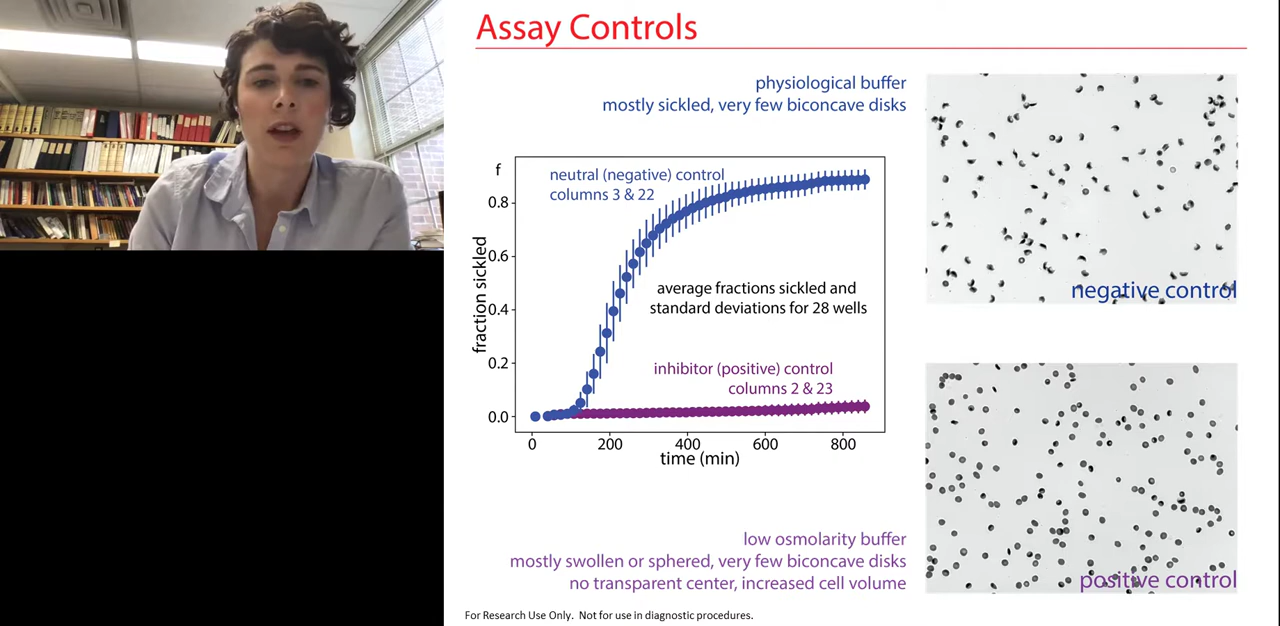 Assay Controls
physiological buffer
mostly sickled, very few biconcave disks
f
neutral (negative) control
columns 3 & 22
0.8
0.6
0.4
0.2
0.0
fraction sickled
average fractions sickled and
standard deviations for 28 wells
inhibitor (positive) control
columns 2 & 23
0 200 400 600 800
time (min)
negative control
low osmolarity buffer
mostly swollen or sphered, very few biconcave disks
no transparent center, increased cell volume
positive control
For Research Use Only. Not for use in diagnostic procedures.